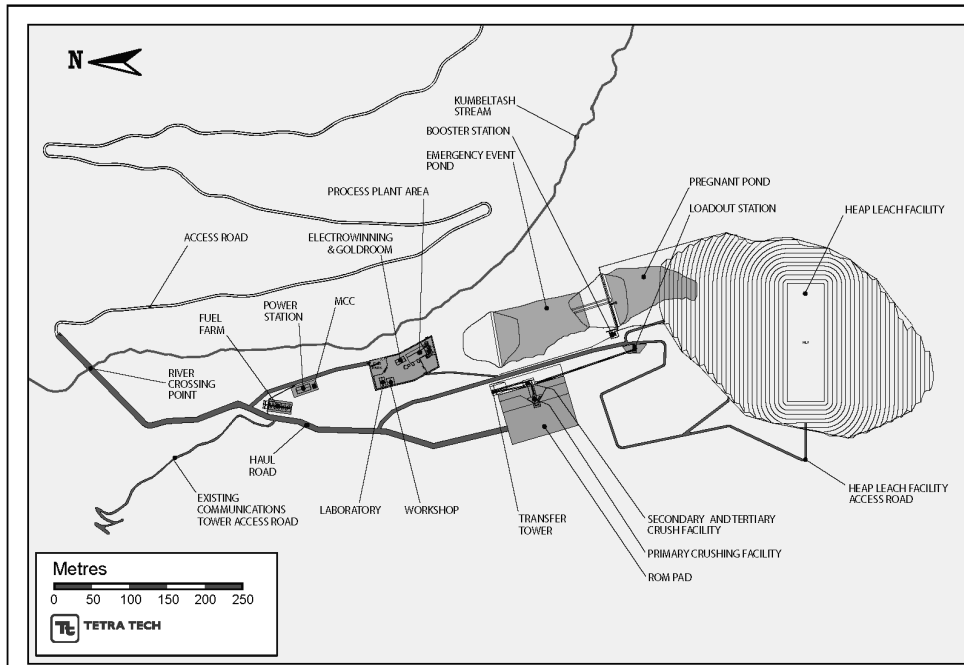 N
KUMBELTASH
STREAM
BOOSTER STATION
EMERGENCY EVENT
POND
PREGNANT POND
PROCESS PLANT AREA
LOADOUT STATION
HEAP LEACH FACILITY
ELECTROWINNING
& GOLDROOM
ACCESS ROAD
MCC
POWER
STATION
FUEL
FARM
RIVER
CROSSING
POINT
HAUL
ROAD
EXISTING
COMMUNICATIONS
TOWER ACCESS ROAD
LABORATORY
WORKSHOP
TRANSFER
TOWER
SECONDARY AND TERTIARY
CRUSH FACILITY
PRIMARY CRUSHING FACILITY
ROM PAD
HEAP LEACH FACILITY
ACCESS ROAD
Metres
0 50 100 150 200 250
Tt TETRA TECH